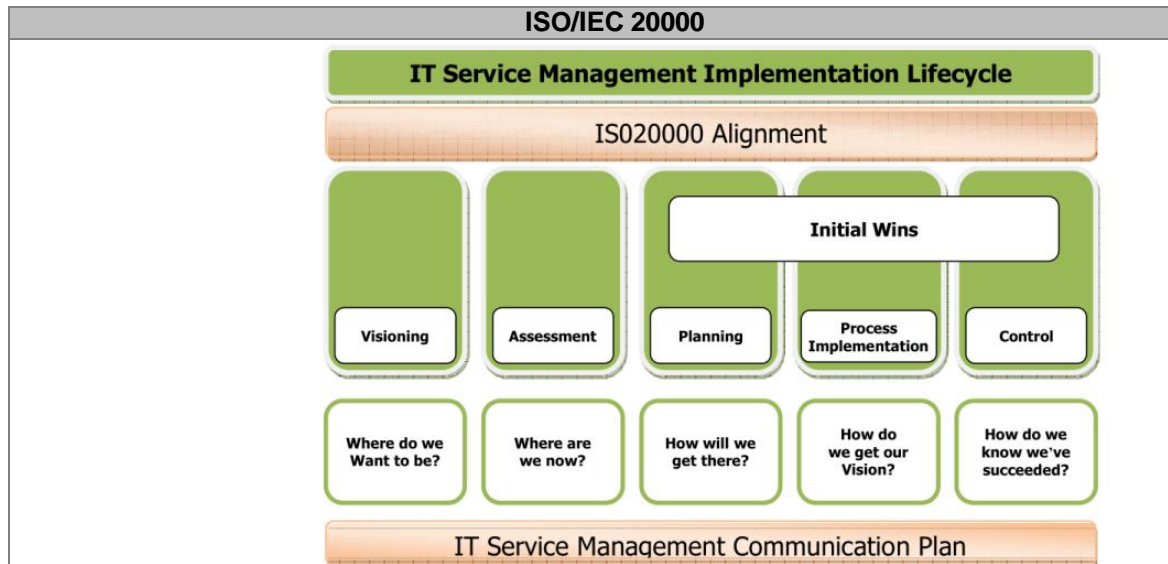 ISO/IEC 20000
IT Service Management Implementation Lifecycle
IS020000 Alignment
Initial Wins
Visioning
Assessment
Planning
Process
Implementation
Control
Where do we
Want to be?
Where are
we now?
How will we
get there?
How do
we get our
Vision?
How do we
know we've
succeeded?
IT Service Management Communication Plan